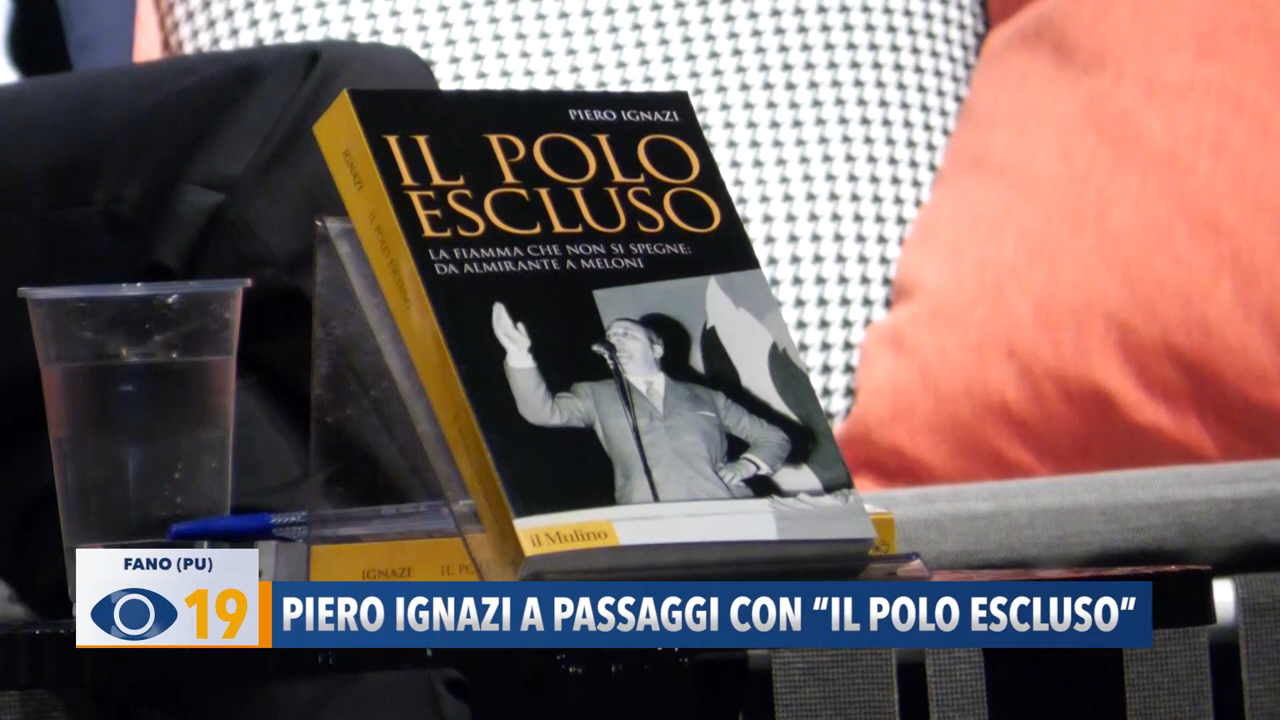 PIERO IGNAZI
IL POLO
ESCLUSO
LA FIAMMA CHE NON SI SPEGNE:
DA ALMIRANTE A MELONI
IGNAZI IL POLO ESCLUSO
il Mulino
IGNAZI
FANO (PU)
19
PIERO IGNAZI A PASSAGGI CON “IL POLO ESCLUSO”